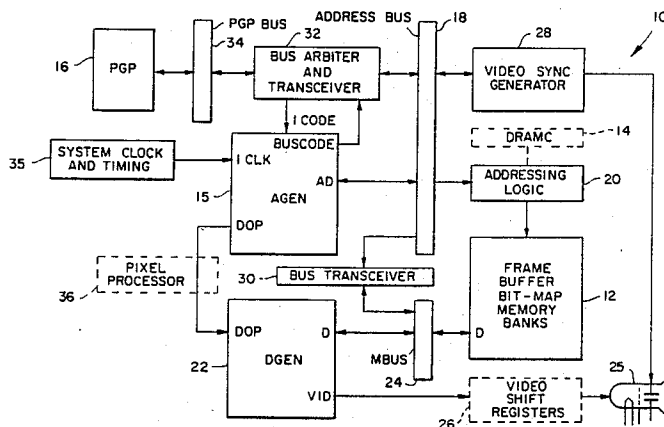 PGP BUS
34
32
ADDRESS BUS
18
28
10
16
PGP
BUS ARBITER
AND
TRANSCEIVER
VIDEO SYNC
GENERATOR
I CODE
BUSCODE
DRAMC
14
35
SYSTEM CLOCK
AND TIMING
I CLK
15
AGEN
AD
ADDRESSING
LOGIC
20
DOP
PIXEL
PROCESSOR
36
30
BUS TRANSCEIVER
FRAME
BUFFER
BIT-MAP
MEMORY
BANKS
12
DOP
D
D
22
DGEN
MBUS
24
VID
VIDEO
SHIFT
REGISTERS
26
25